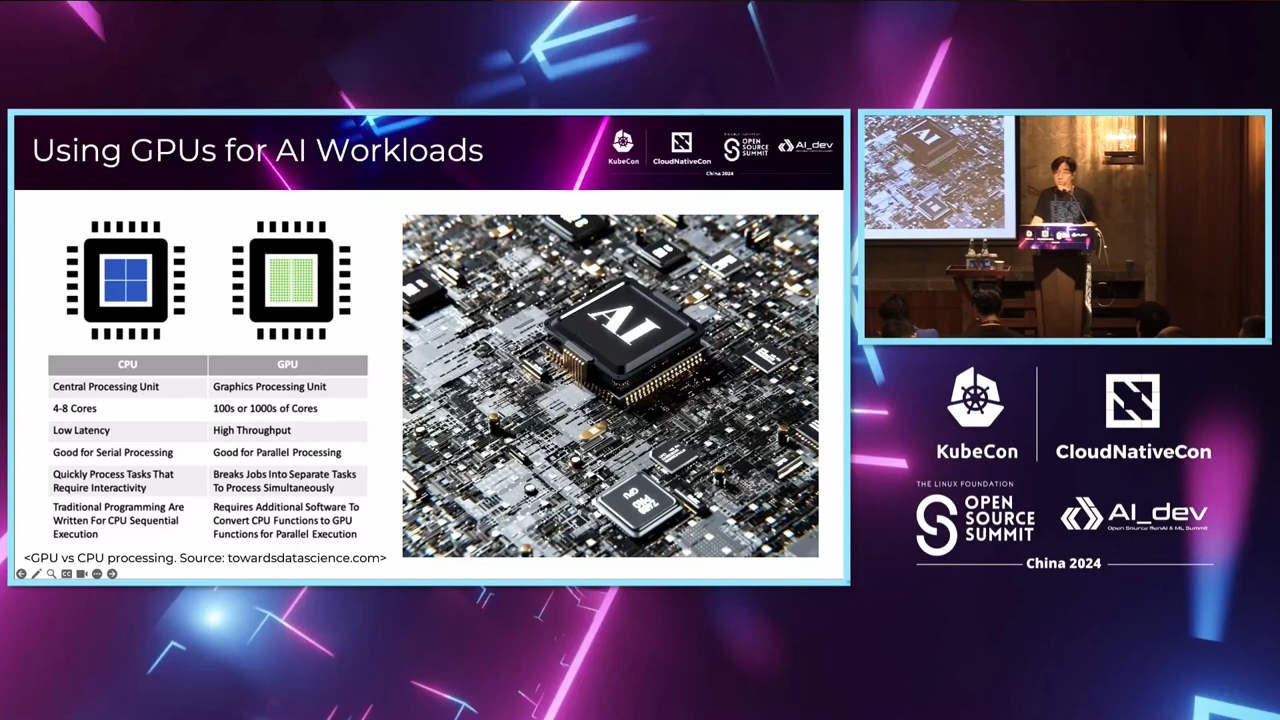 Using GPUs for AI Workloads
KubeCon
CloudNativeCon
OPEN
SOURCE
SUMMIT
AI_dev
China 2024
CPU
GPU
Central Processing Unit
Graphics Processing Unit
4-8 Cores
100s or 1000s of Cores
Low Latency
High Throughput
Good for Serial Processing
Good for Parallel Processing
Quickly Process Tasks That
Require Interactivity
Breaks Jobs Into Separate Tasks
To Process Simultaneously
Traditional Programming Are
Written For CPU Sequential
Execution
Requires Additional Software To
Convert CPU Functions to GPU
Functions for Parallel Execution
<GPU vs CPU processing. Source: towardsdatascience.com>
AI
AI
KubeCon
CloudNativeCon
THE LINUX FOUNDATION
OPEN
SOURCE
SUMMIT
AI_dev
Open Source GenAI & ML Summit
China 2024